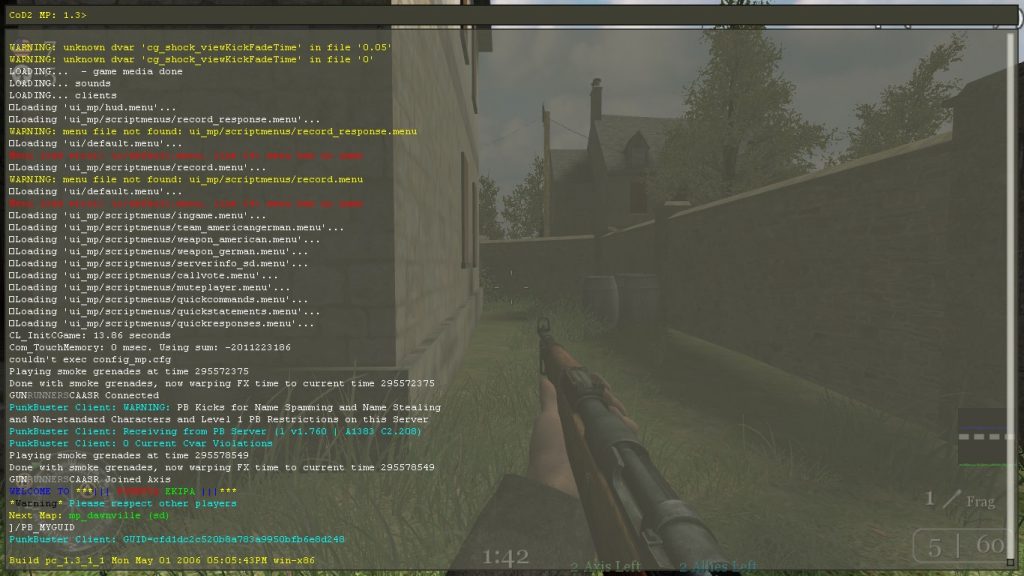 CoD2 MP: 1.3>
WARNING: unknown dvar 'cg_shock_viewKickFadeTime' in file '0.05'
WARNING: unknown dvar 'cg_shock_viewKickFadeTime' in file '0'
LOADING... - game media done
LOADING... sounds
LOADING... clients
Loading 'ui_mp/hud.menu'...
Loading 'ui_mp/scriptmenus/record_response.menu'...
WARNING: menu file not found: ui_mp/scriptmenus/record_response.menu
Loading 'ui/default.menu'...
Loading 'ui_mp/scriptmenus/record.menu'...
WARNING: menu file not found: ui_mp/scriptmenus/record.menu
Loading 'ui/default.menu'...
Loading 'ui_mp/scriptmenus/ingame.menu'...
Loading 'ui_mp/scriptmenus/team_americangerman.menu'...
Loading 'ui_mp/scriptmenus/weapon_american.menu'...
Loading 'ui_mp/scriptmenus/weapon_german.menu'...
Loading 'ui_mp/scriptmenus/serverinfo_sd.menu'...
Loading 'ui_mp/scriptmenus/callvote.menu'...
Loading 'ui_mp/scriptmenus/muteplayer.menu'...
Loading 'ui_mp/scriptmenus/quickcommands.menu'...
Loading 'ui_mp/scriptmenus/quickstatements.menu'...
Loading 'ui_mp/scriptmenus/quickresponses.menu'...
CL_InitCGame: 13.86 seconds
Com_TouchMemory: 0 msec. Using sum: -2011223186
couldn't exec config_mp.cfg
Playing smoke grenades at time 295572375
Done with smoke grenades, now warping FX time to current time 295572375
GUNRUNNERSCAASR Connected
PunkBuster Client: WARNING: PB Kicks for Name Spamming and Name Stealing
and Non-standard Characters and Level 1 PB Restrictions on this Server
PunkBuster Client: Receiving from PB Server (l v1.760 | A1383 C2.208)
PunkBuster Client: 0 Current Cvar Violations
Playing smoke grenades at time 295578549
Done with smoke grenades, now warping FX time to current time 295578549
GUNRUNNERSCAASR Joined Axis
WELCOME TO ***||| EKIPA |||***
*Warning* Please respect other players
Next Map: mp_dawnville (sd)
]/PB_MYGUID
PunkBuster Client: GUID=cfd1dc2c520b8a783a9950bfb6e8d248
Build pc_1.3_1_1 Mon May 01 2006 05:05:43PM win-x86
1 Frag
5 | 60
1:42
2 Axis Left
2 Allies Left